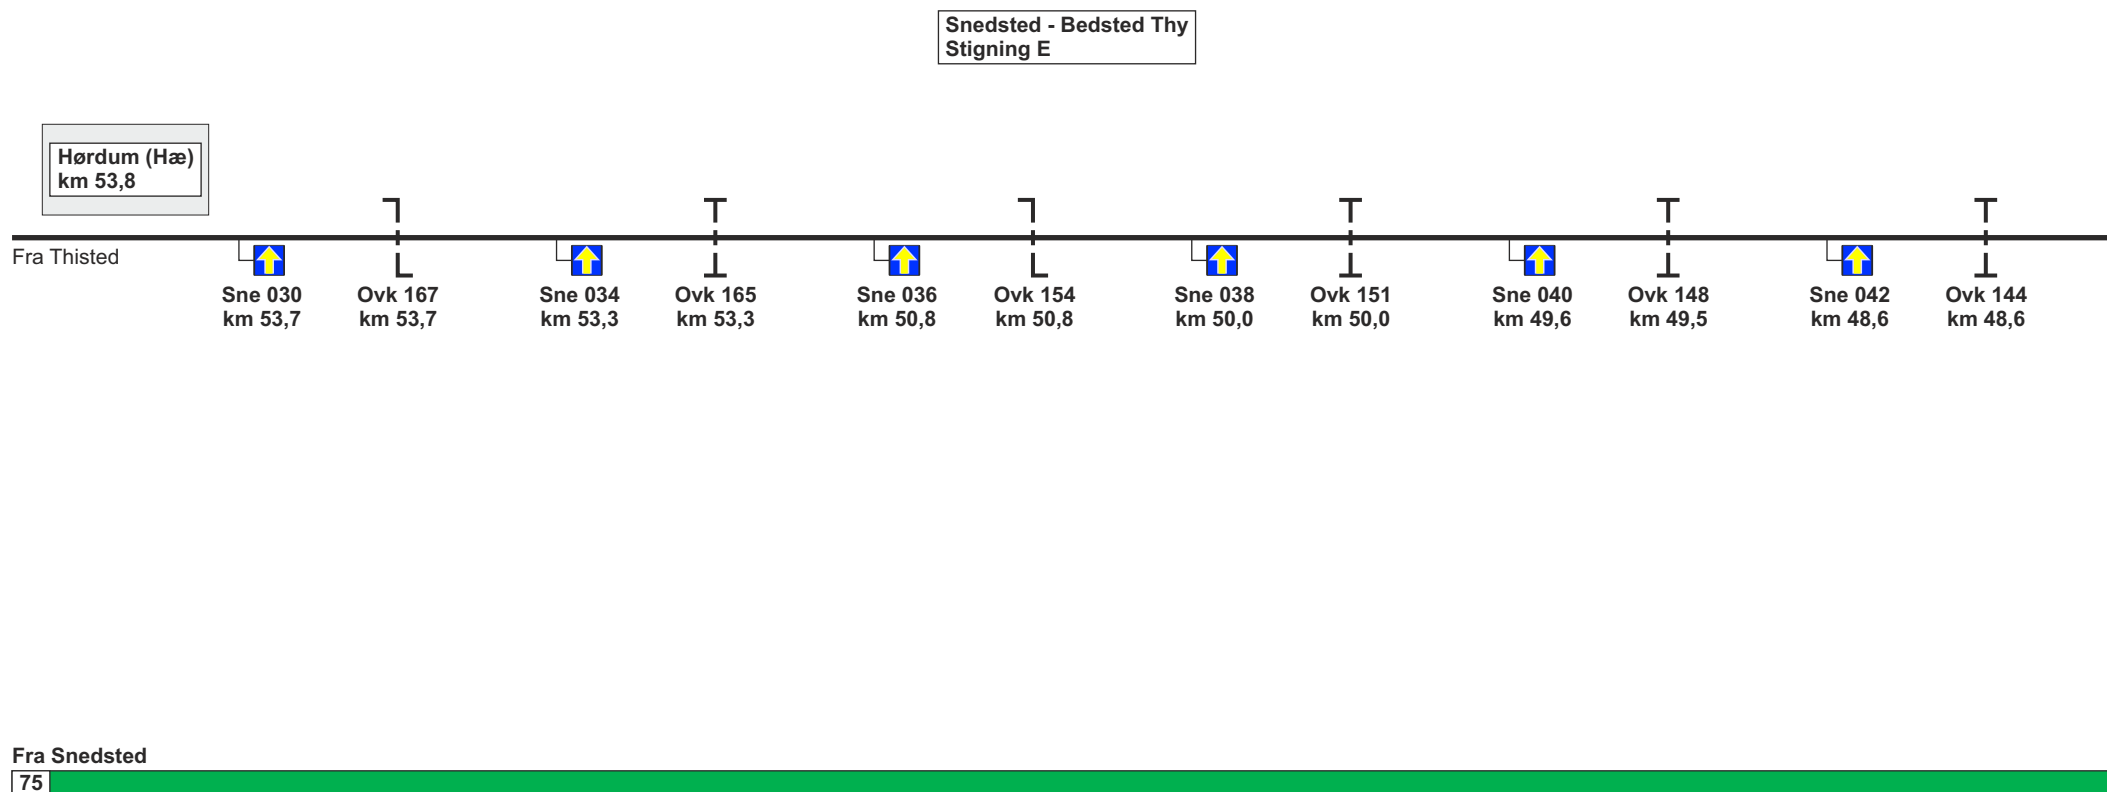 Snedsted - Bedsted Thy
Stigning E
Hørdum (Hæ)
km 53,8
Fra Thisted
Sne 030
km 53,7
Ovk 167
km 53,7
Sne 034
km 53,3
Ovk 165
km 53,3
Sne 036
km 50,8
Ovk 154
km 50,8
Sne 038
km 50,0
Ovk 151
km 50,0
Sne 040
km 49,6
Ovk 148
km 49,5
Sne 042
km 48,6
Ovk 144
km 48,6
Fra Snedsted
75